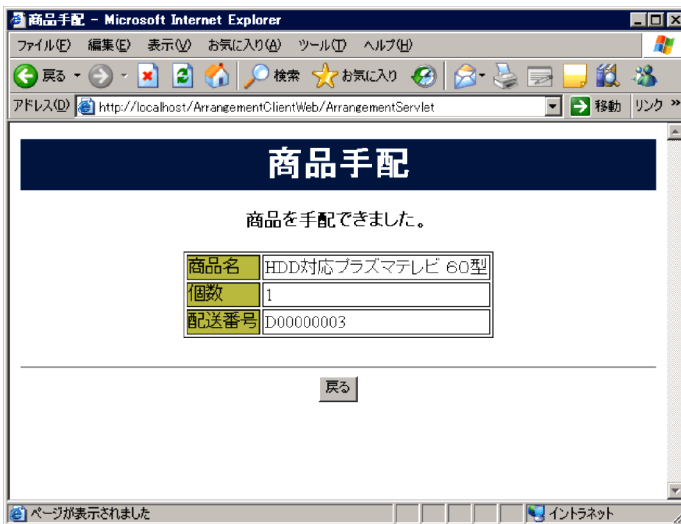 商品手配 - Microsoft Internet Explorer
ファイル(F) 編集(E) 表示(V) お気に入り(A) ツール(T) ヘルプ(H)
戻る 検索 お気に入り
アドレス(D) http://localhost/ArrangementClientWeb/ArrangementServlet 移動 リンク »
商品手配
商品を手配できました。
商品名 HDD対応プラズマテレビ 60型
個数 1
配送番号 D00000003
戻る
ページが表示されました イントラネット